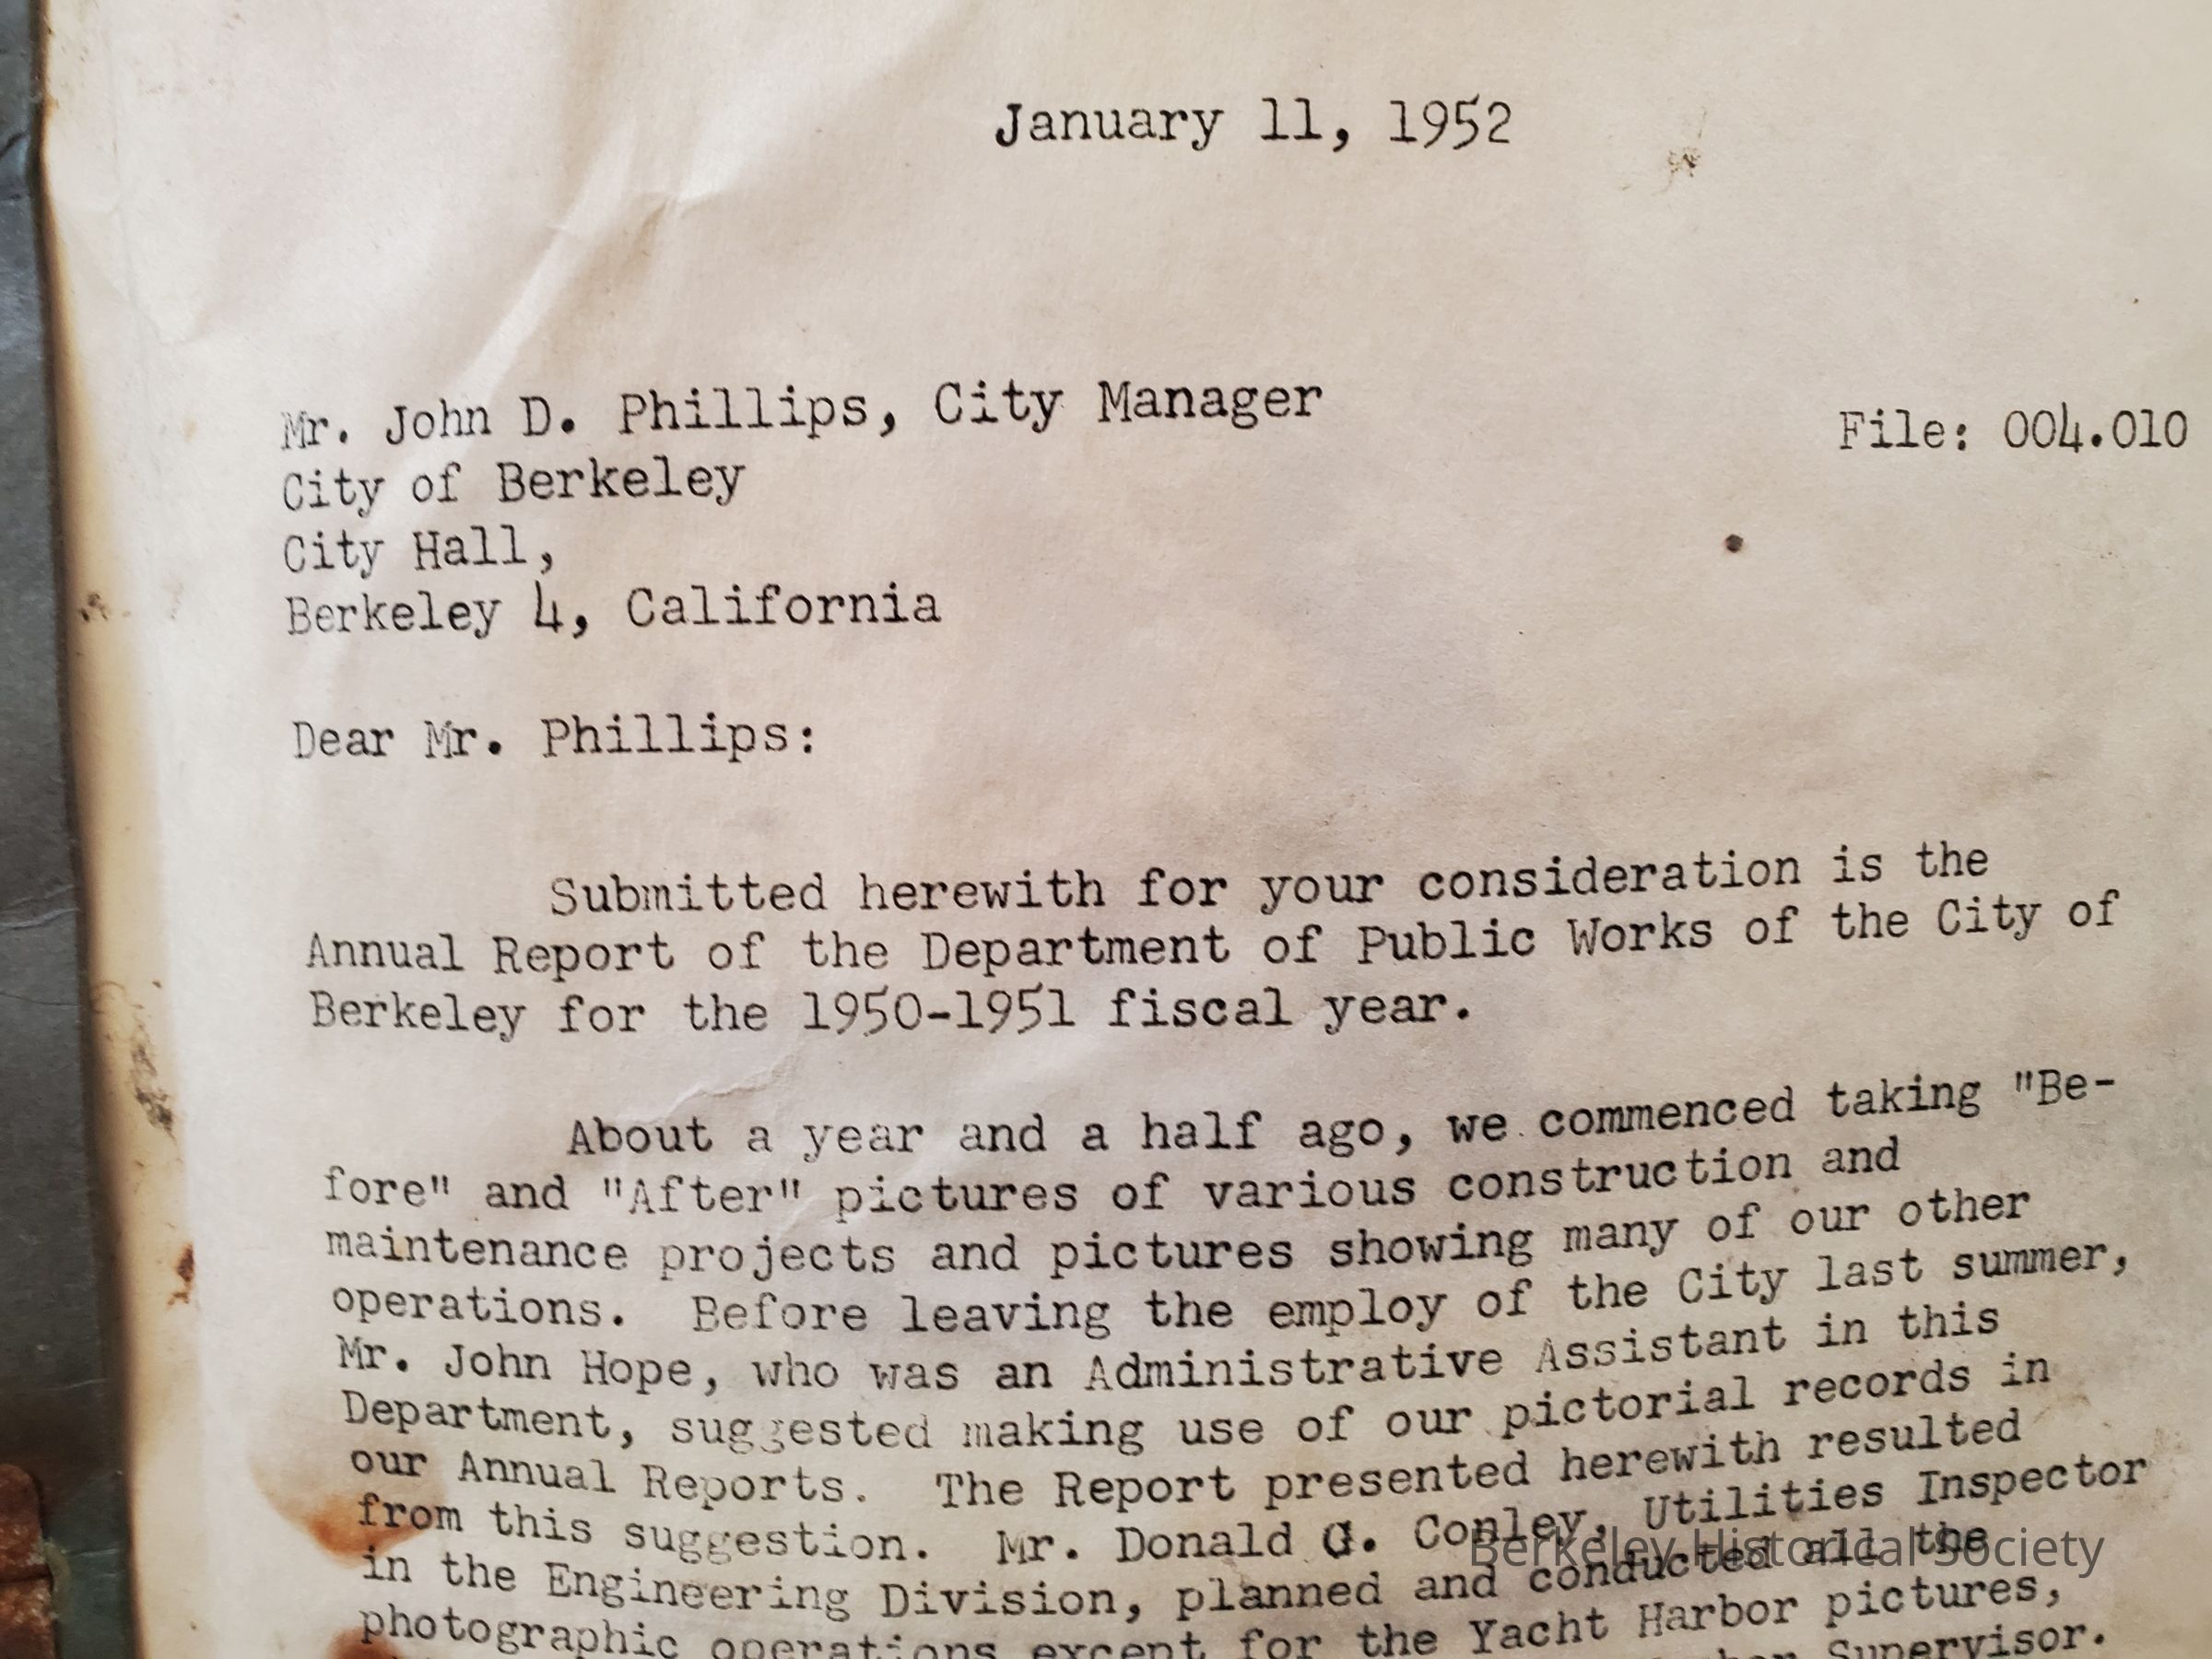 January 11, 1952
Mr. John D. Phillips, City Manager
File: 004.010
City of Berkeley
City Hall,
Berkeley 4, California
Dear Mr. Phillips:
Submitted herewith for your consideration is the
Annual Report of the Department of Public Works of the City of
Berkeley for the 1950-1951 fiscal year.
About a year and a half ago, we commenced taking "Be-
fore" and "After" pictures of various construction and
maintenance projects and pictures showing many of our other
operations. Before leaving the employ of the City last summer,
Mr. John Hope, who was an Administrative Assistant in this
Department, suggested making use of our pictorial records in
our Annual Reports. The Report presented herewith resulted
from this suggestion. Mr. Donald G. Conley, Utilities Inspector
in the Engineering Division, planned and conducted all the
photographic operations except for the Yacht Harbor pictures,
Supervisor.
Berkeley Historical Society